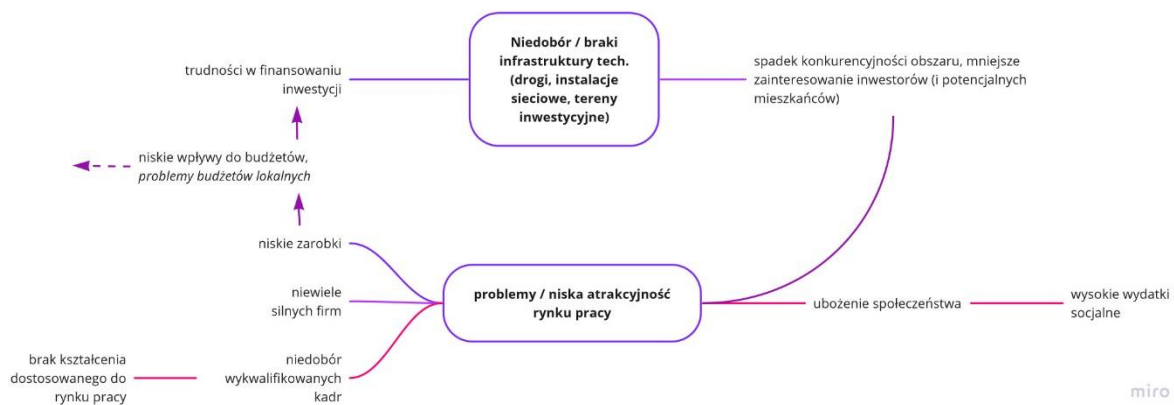 Niedobór / braki
infrastruktury tech.
(drogi, instalacje
sieciowe, tereny
inwestycyjne)
trudności w finansowaniu
inwestycji
spadek konkurencyjności obszaru, mniejsze
zainteresowanie inwestorów (i potencjalnych
mieszkańców)
niskie wpływy do budżetów,
problemy budżetów lokalnych
niskie zarobki
niewiele
silnych firm
problemy / niska atrakcyjność
rynku pracy
ubożenie społeczeństwa
wysokie wydatki
socjalne
brak kształcenia
dostosowanego do
rynku pracy
niedobór
wykwalifikowanych
kadr
miro